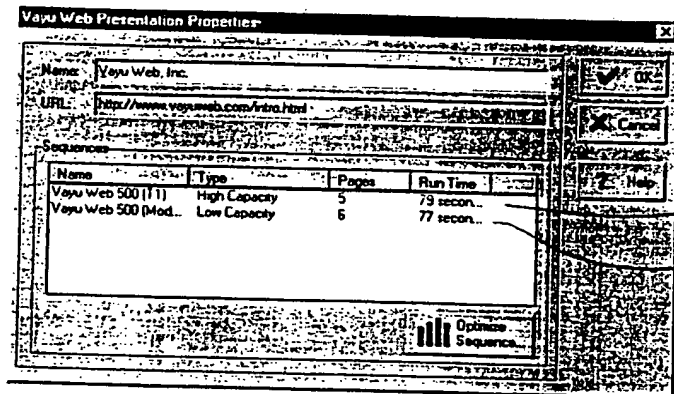 Vayu Web Presentation Properties
Name: Vayu Web, Inc.
OK
URL: http://www.vayuweb.com/intro.html
Cancel
Sequences
Help
Name Type Pages Run Time
Vayu Web 500 (T1) High Capacity 5 79 secon...
Vayu Web 500 (Mod... Low Capacity 6 77 secon...
Optimize
Sequence...